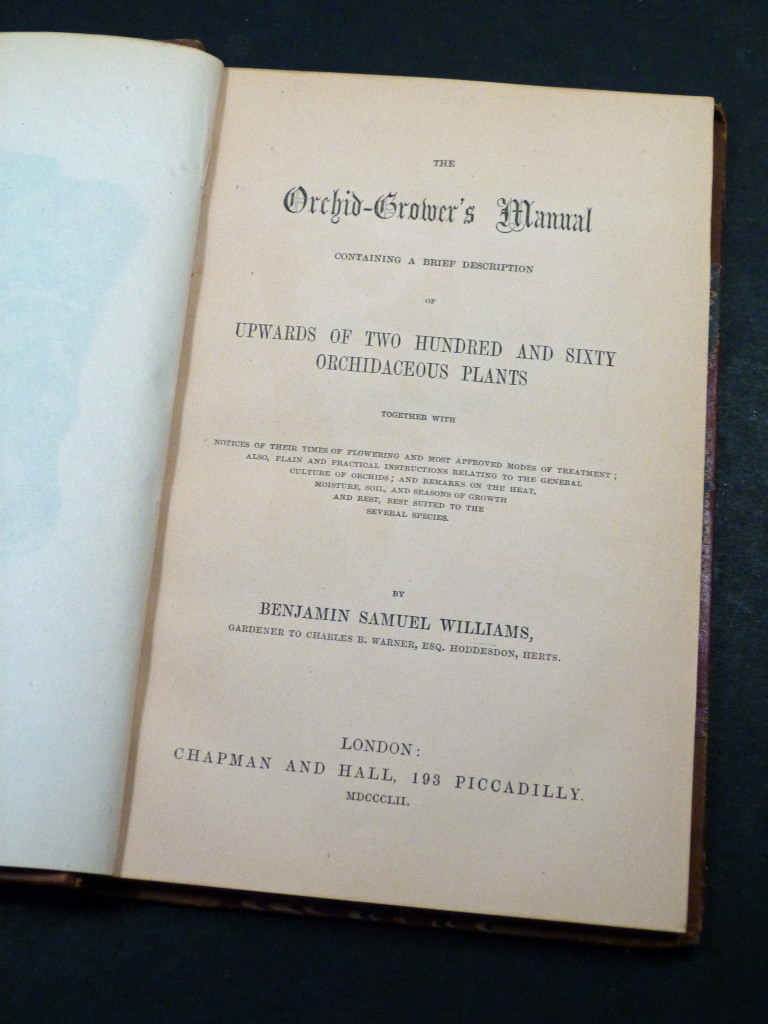 THE
Orchid-Grower's Manual
CONTAINING A BRIEF DESCRIPTION
OF
UPWARDS OF TWO HUNDRED AND SIXTY
ORCHIDACEOUS PLANTS
TOGETHER WITH
NOTICES OF THEIR TIMES OF FLOWERING AND MOST APPROVED MODES OF TREATMENT;
ALSO, PLAIN AND PRACTICAL INSTRUCTIONS RELATING TO THE GENERAL
CULTURE OF ORCHIDS; AND REMARKS ON THE HEAT,
MOISTURE, SOIL, AND SEASONS OF GROWTH
AND REST, BEST SUITED TO THE
SEVERAL SPECIES.
BY
BENJAMIN SAMUEL WILLIAMS,
GARDENER TO CHARLES B. WARNER, ESQ. HODDESDON, HERTS.
LONDON:
CHAPMAN AND HALL, 193 PICCADILLY.
MDCCCLII.